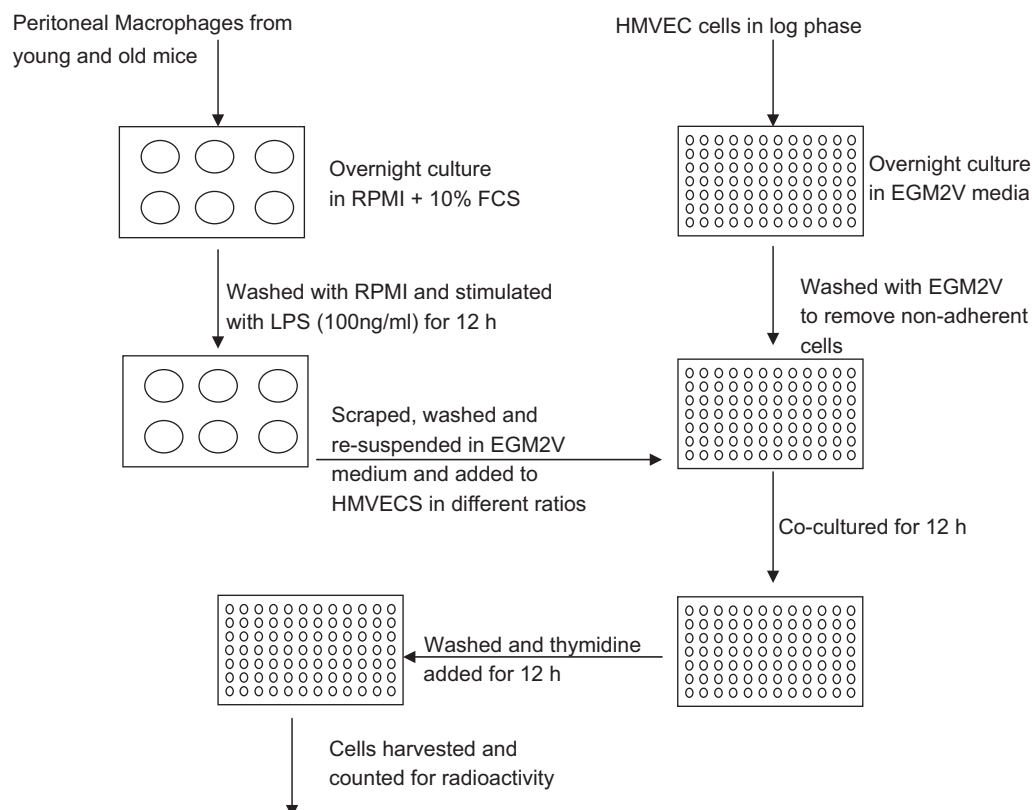 Peritoneal Macrophages from
young and old mice
HMVEC cells in log phase
Overnight culture
in RPMI + 10% FCS
Overnight culture
in EGM2V media
Washed with RPMI and stimulated
with LPS (100ng/ml) for 12 h
Washed with EGM2V
to remove non-adherent
cells
Scraped, washed and
re-suspended in EGM2V
medium and added to
HMVECS in different ratios
Co-cultured for 12 h
Washed and thymidine
added for 12 h
Cells harvested and
counted for radioactivity